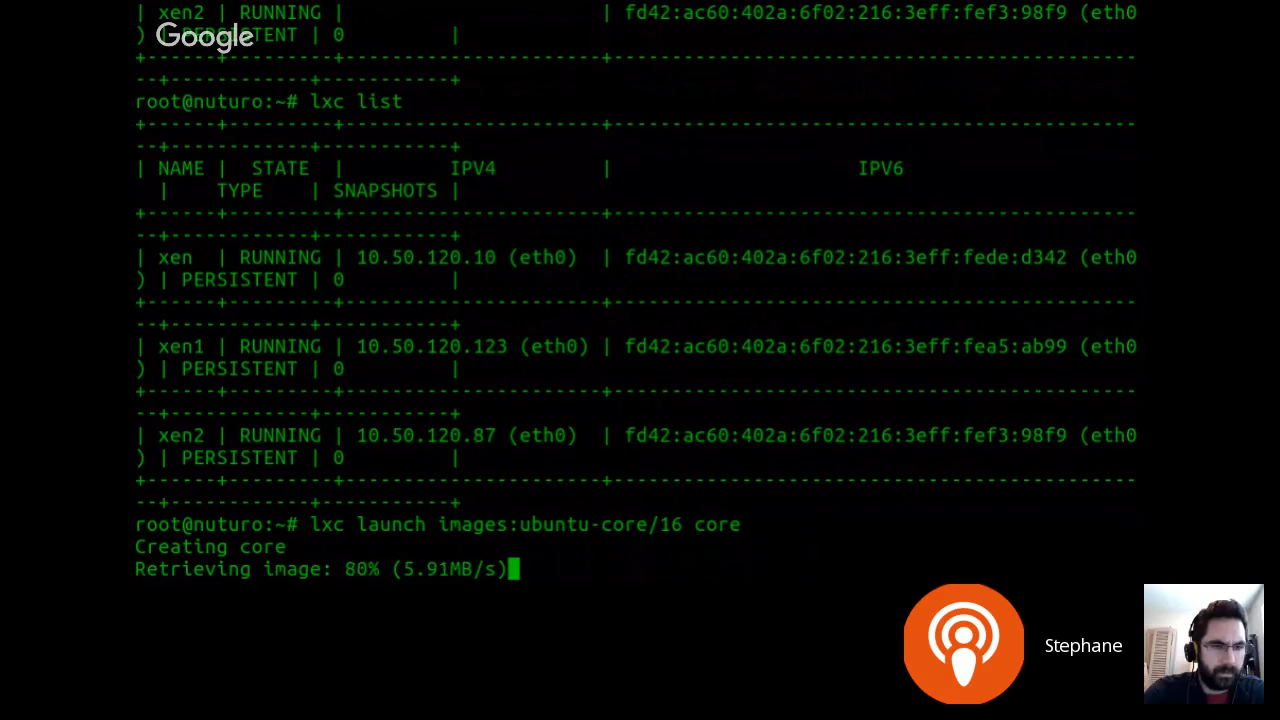 | xen2 | RUNNING |                      | fd42:ac60:402a:6f02:216:3eff:fef3:98f9 (eth0
Google
) | PERSISTENT | 0         |
+------+---------+----------------------+----------------------------------------------
--+------------+-----------+
root@nuturo:~# lxc list
+------+---------+----------------------+----------------------------------------------
--+------------+-----------+
| NAME |  STATE  |         IPV4         |                     IPV6
  |    TYPE    | SNAPSHOTS |
+------+---------+----------------------+----------------------------------------------
--+------------+-----------+
| xen  | RUNNING | 10.50.120.10 (eth0)  | fd42:ac60:402a:6f02:216:3eff:fede:d342 (eth0
) | PERSISTENT | 0         |
+------+---------+----------------------+----------------------------------------------
--+------------+-----------+
| xen1 | RUNNING | 10.50.120.123 (eth0) | fd42:ac60:402a:6f02:216:3eff:fea5:ab99 (eth0
) | PERSISTENT | 0         |
+------+---------+----------------------+----------------------------------------------
--+------------+-----------+
| xen2 | RUNNING | 10.50.120.87 (eth0)  | fd42:ac60:402a:6f02:216:3eff:fef3:98f9 (eth0
) | PERSISTENT | 0         |
+------+---------+----------------------+----------------------------------------------
--+------------+-----------+
root@nuturo:~# lxc launch images:ubuntu-core/16 core
Creating core
Retrieving image: 80% (5.91MB/s)
Stephane